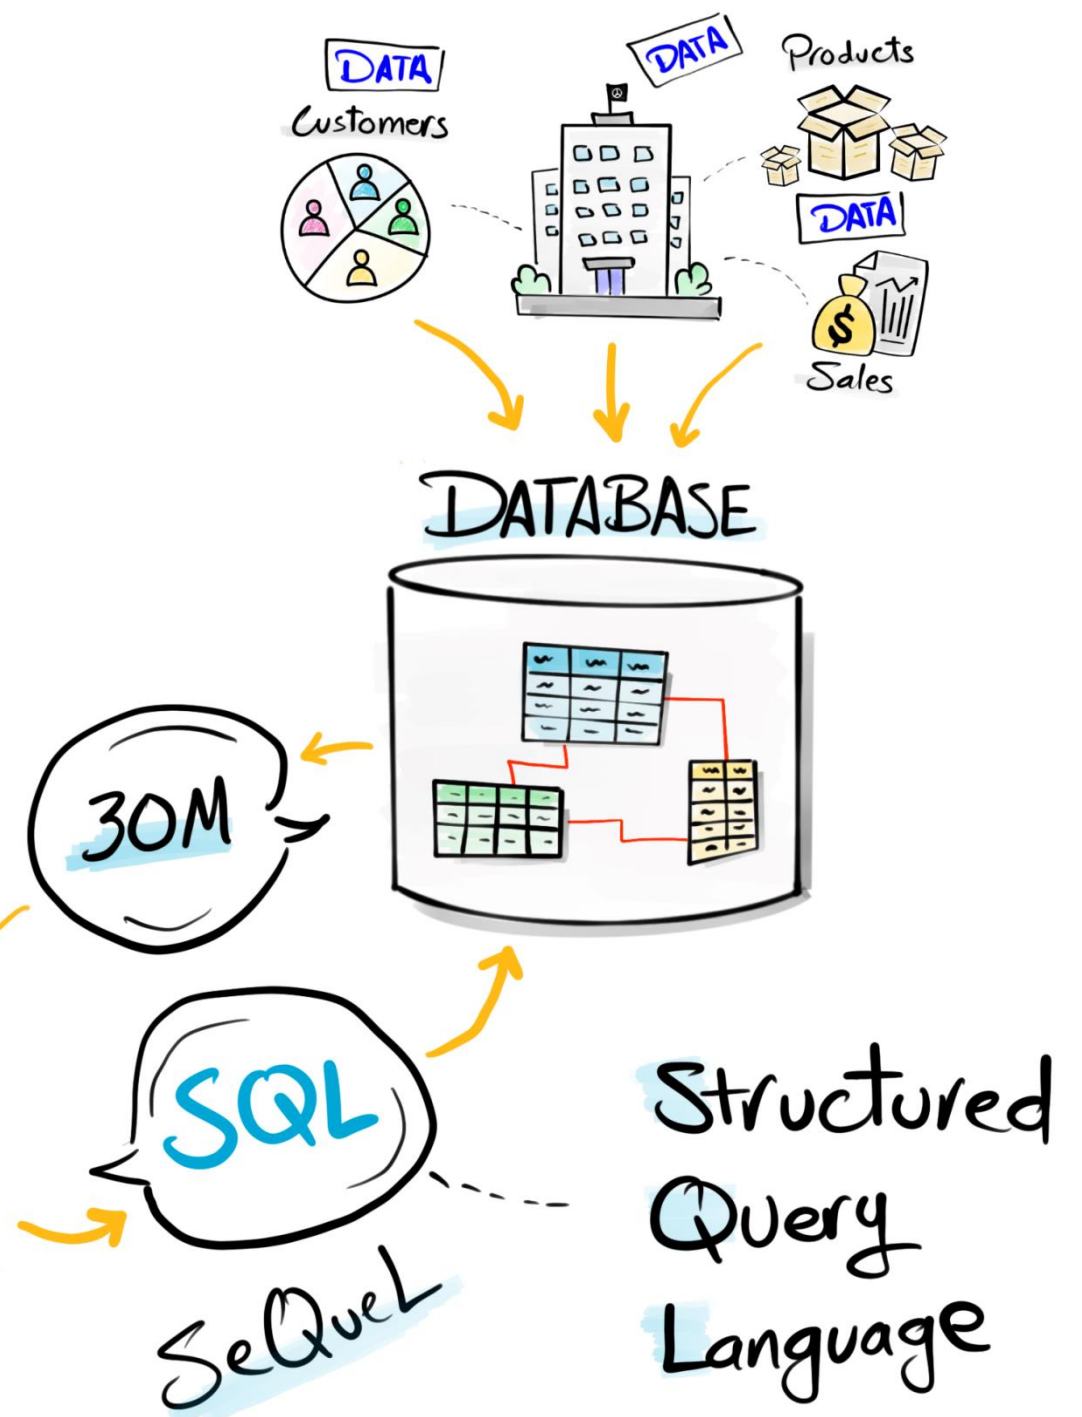 DATA
DATA
Products
Customers
DATA
$
Sales
DATABASE
30M
SQL
Structured
Query
Language
SeQueL